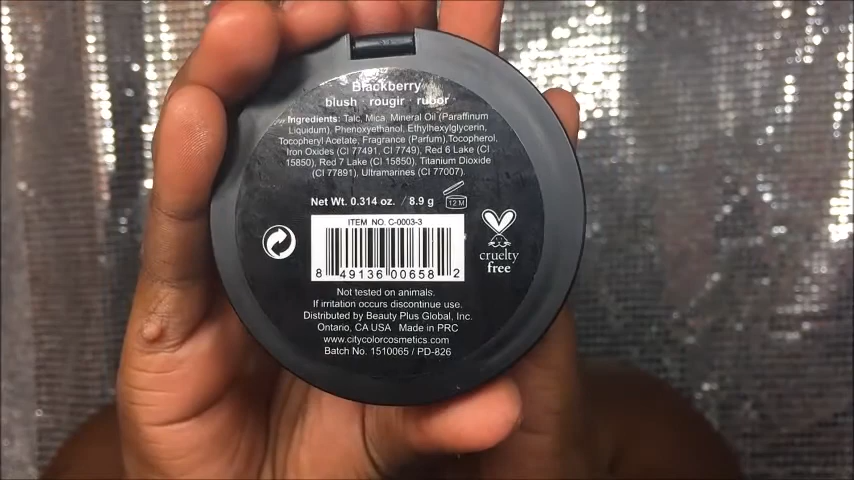 Blackberry
blush · rougir · rubor
Ingredients: Talc, Mica, Mineral Oil (Paraffinum
Liquidum), Phenoxyethanol, Ethylhexylglycerin,
Tocopheryl Acetate, Fragrance (Parfum),Tocopherol,
Iron Oxides (CI 77491, CI 7749), Red 6 Lake (CI
15850), Red 7 Lake (CI 15850), Titanium Dioxide
(CI 77891), Ultramarines (CI 77007).
Net Wt. 0.314 oz. / 8.9 g
12 M
ITEM NO. C-0003-3
8 49136 00658 2
cruelty
free
Not tested on animals.
If irritation occurs discontinue use.
Distributed by Beauty Plus Global, Inc.
Ontario, CA USA Made in PRC
www.citycolorcosmetics.com
Batch No. 1510065 / PD-826